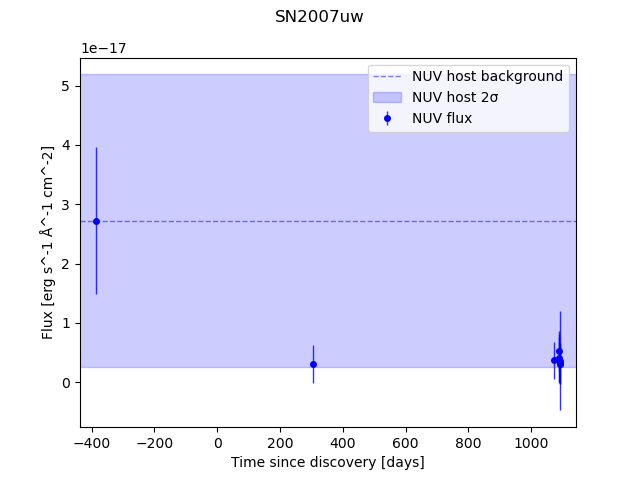 SN2007uw
1e−17
NUV host background
NUV host 2σ
NUV flux
5
4
3
2
1
0
Flux [erg s^-1 Å^-1 cm^-2]
−400 −200 0 200 400 600 800 1000
Time since discovery [days]